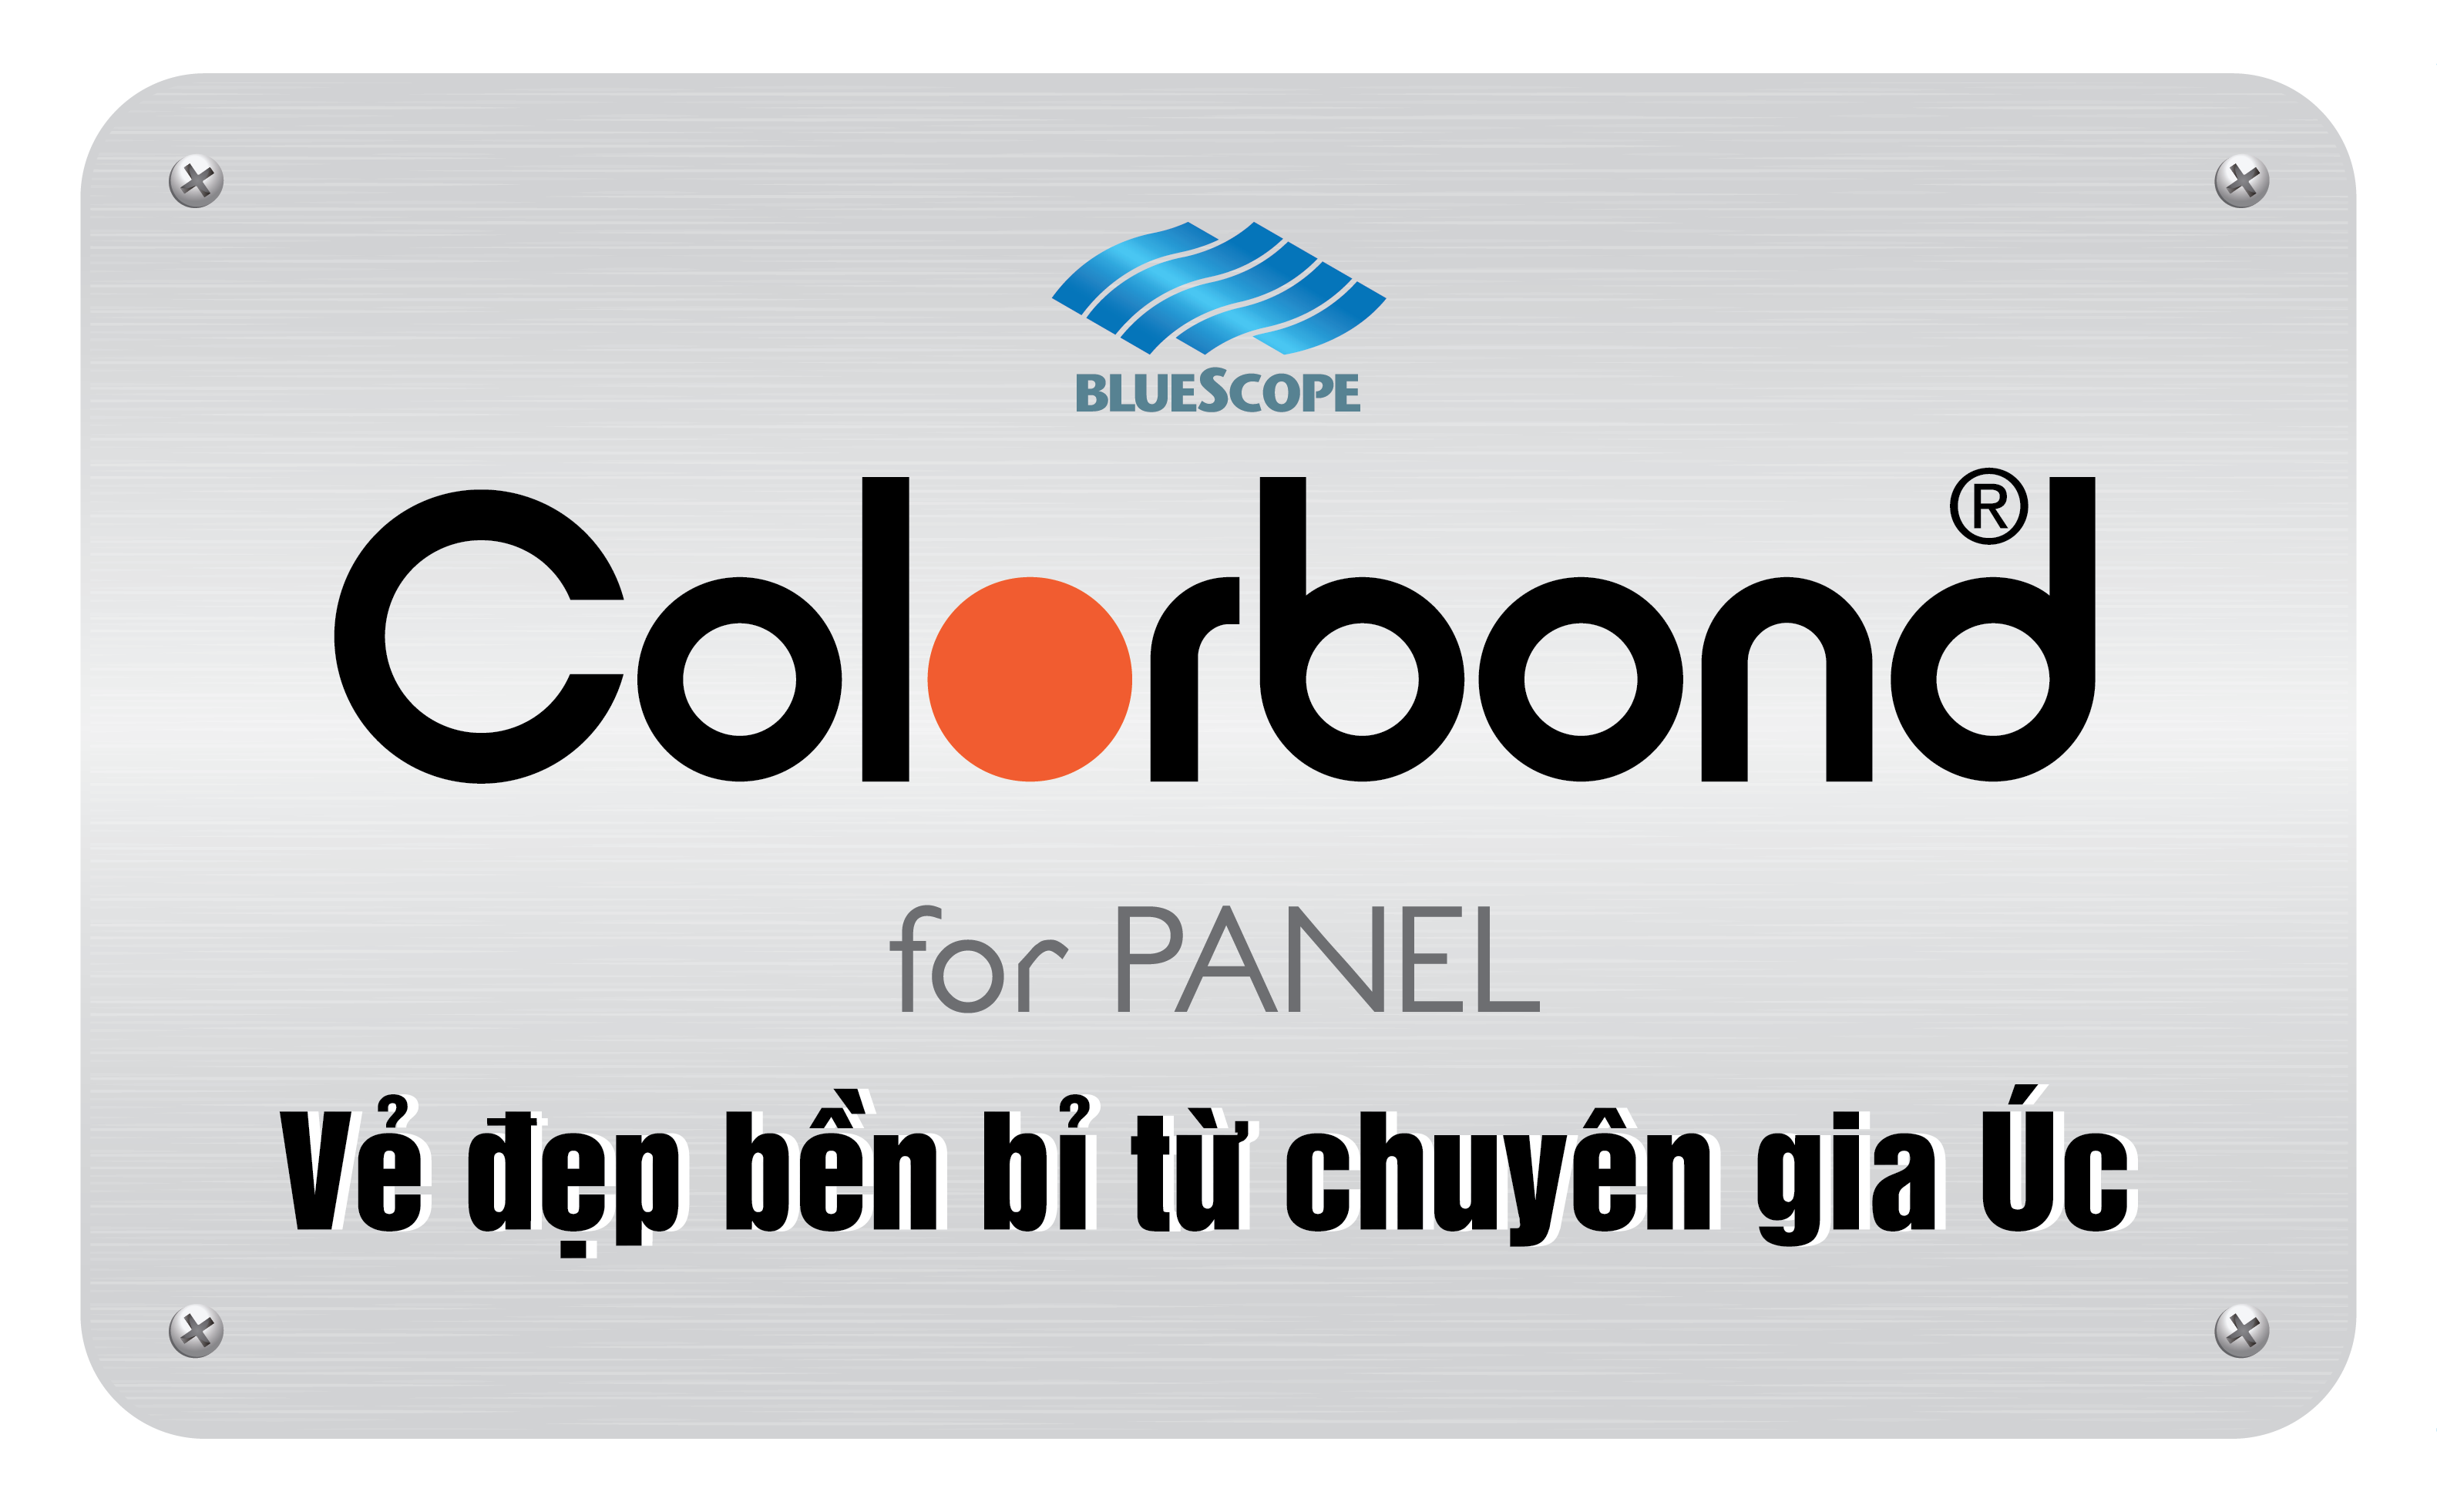 BLUESCOPE
Colorbond®
for PANEL
Vẻ đẹp bền bỉ từ chuyên gia Úc